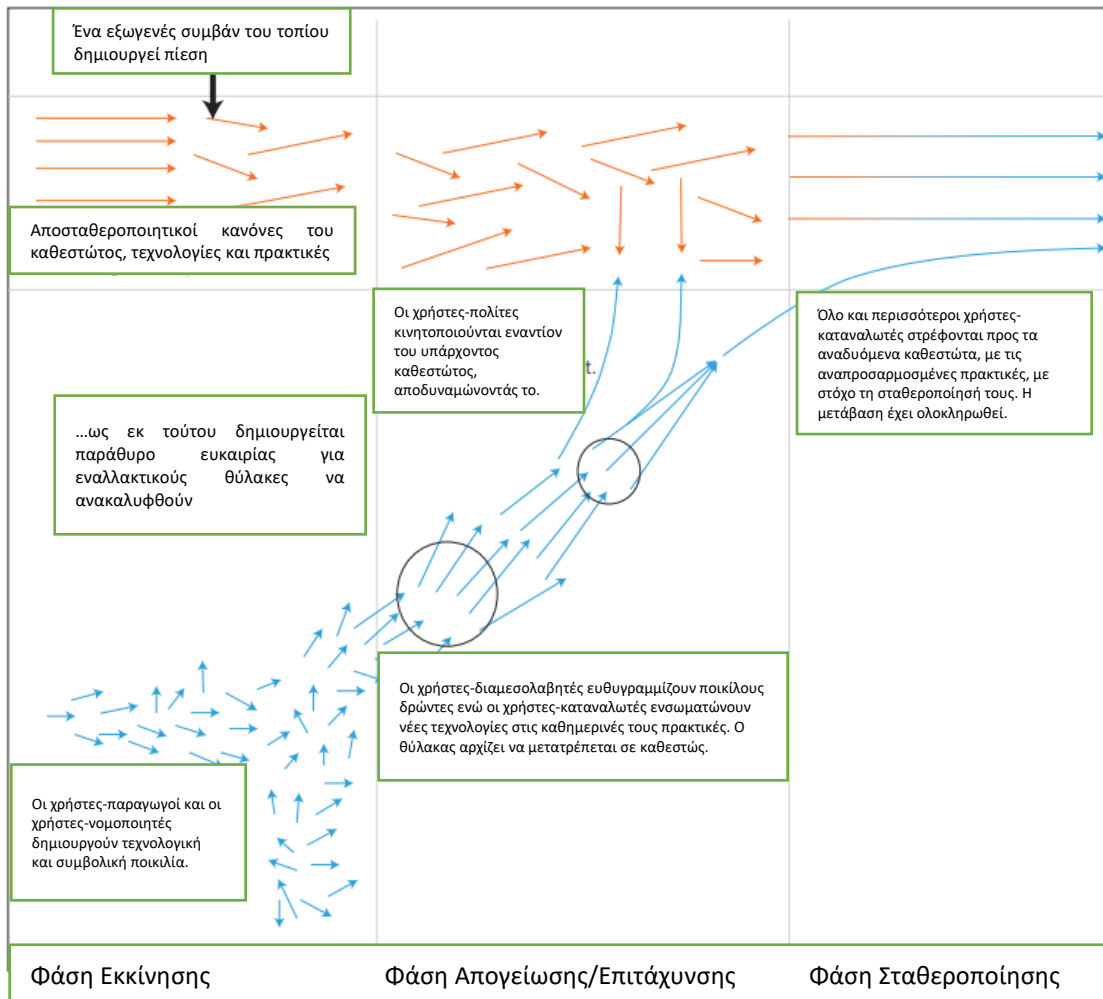 Ένα εξωγενές συμβάν του τοπίου
δημιουργεί πίεση
Αποσταθεροποιητικοί κανόνες του
καθεστώτος, τεχνολογίες και πρακτικές
Οι χρήστες-πολίτες
κινητοποιούνται εναντίον
του υπάρχοντος
καθεστώτος,
αποδυναμώνοντάς το.
t.
Όλο και περισσότεροι χρήστες-
καταναλωτές στρέφονται προς τα
αναδυόμενα καθεστώτα, με τις
αναπροσαρμοσμένες πρακτικές, με
στόχο τη σταθεροποίησή τους. Η
μετάβαση έχει ολοκληρωθεί.
...ως εκ τούτου δημιουργείται
παράθυρο ευκαιρίας για
εναλλακτικούς θύλακες να
ανακαλυφθούν
Οι χρήστες-διαμεσολαβητές ευθυγραμμίζουν ποικίλους
δρώντες ενώ οι χρήστες-καταναλωτές ενσωματώνουν
νέες τεχνολογίες στις καθημερινές τους πρακτικές. Ο
θύλακας αρχίζει να μετατρέπεται σε καθεστώς.
Οι χρήστες-παραγωγοί και οι
χρήστες-νομοποιητές
δημιουργούν τεχνολογική
και συμβολική ποικιλία.
Φάση Εκκίνησης
Φάση Απογείωσης/Επιτάχυνσης
Φάση Σταθεροποίησης